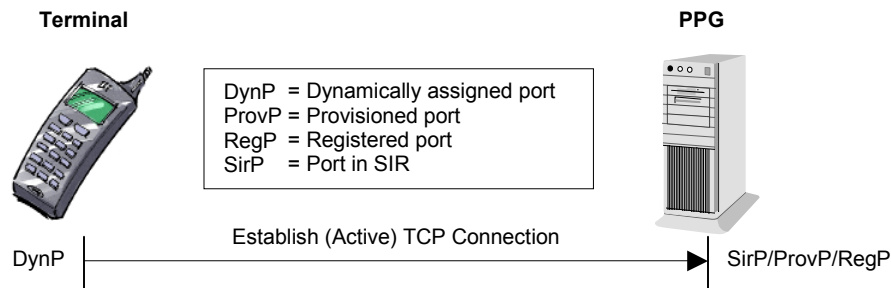 Terminal PPG
DynP = Dynamically assigned port
ProvP = Provisioned port
RegP = Registered port
SirP = Port in SIR
Establish (Active) TCP Connection
DynP SirP/ProvP/RegP